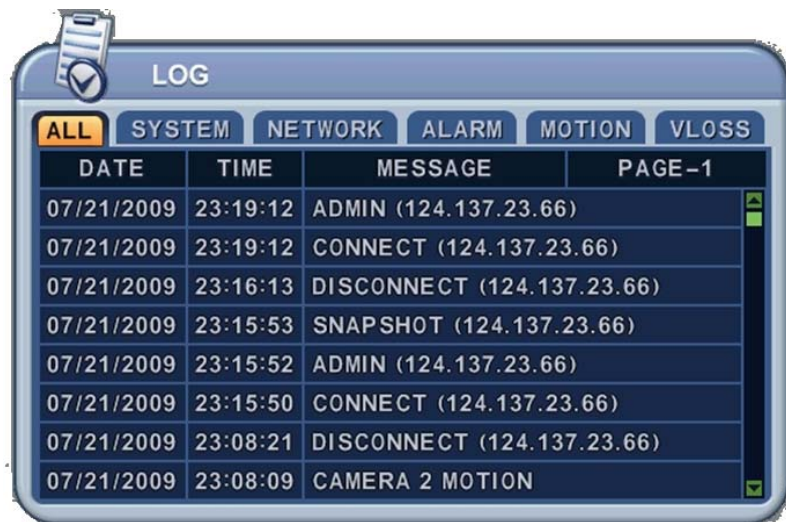 LOG
ALL SYSTEM NETWORK ALARM MOTION VLOSS
DATE TIME MESSAGE PAGE-1
07/21/2009 23:19:12 ADMIN (124.137.23.66)
07/21/2009 23:19:12 CONNECT (124.137.23.66)
07/21/2009 23:16:13 DISCONNECT (124.137.23.66)
07/21/2009 23:15:53 SNAPSHOT (124.137.23.66)
07/21/2009 23:15:52 ADMIN (124.137.23.66)
07/21/2009 23:15:50 CONNECT (124.137.23.66)
07/21/2009 23:08:21 DISCONNECT (124.137.23.66)
07/21/2009 23:08:09 CAMERA 2 MOTION